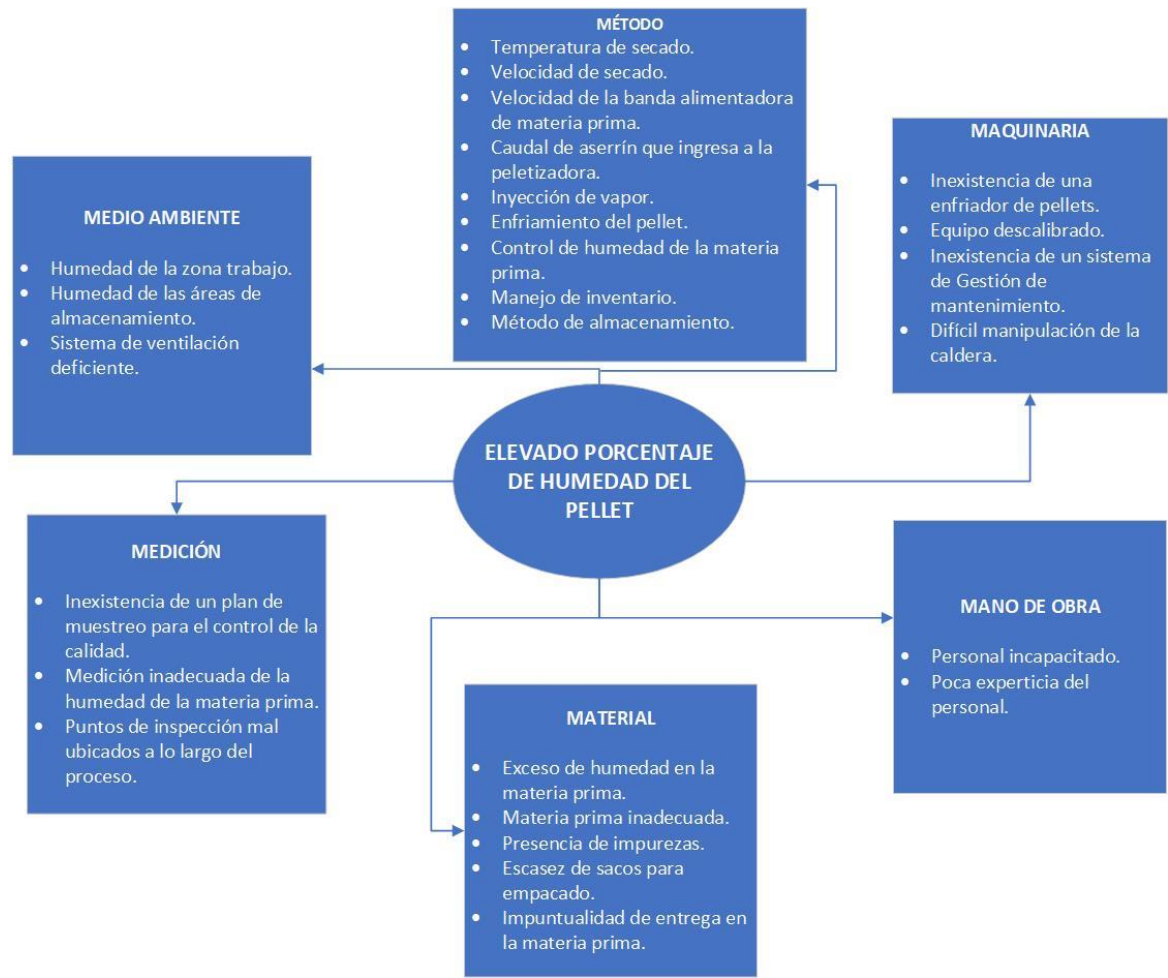 MÉTODO
• Temperatura de secado.
• Velocidad de secado.
• Velocidad de la banda alimentadora
de materia prima.
• Caudal de aserrín que ingresa a la
peletizadora.
• Inyección de vapor.
• Enfriamiento del pellet.
• Control de humedad de la materia
prima.
• Manejo de inventario.
• Método de almacenamiento.
MAQUINARIA
• Inexistencia de una
enfriador de pellets.
• Equipo descalibrado.
• Inexistencia de un sistema
de Gestión de
mantenimiento.
• Difícil manipulación de la
caldera.
MEDIO AMBIENTE
• Humedad de la zona trabajo.
• Humedad de las áreas de
almacenamiento.
• Sistema de ventilación
deficiente.
ELEVADO PORCENTAJE
DE HUMEDAD DEL
PELLET
MEDICIÓN
• Inexistencia de un plan de
muestreo para el control de la
calidad.
• Medición inadecuada de la
humedad de la materia prima.
• Puntos de inspección mal
ubicados a lo largo del
proceso.
MANO DE OBRA
• Personal incapacitado.
• Poca experticia del
personal.
MATERIAL
• Exceso de humedad en la
materia prima.
• Materia prima inadecuada.
• Presencia de impurezas.
• Escasez de sacos para
empacado.
• Impuntualidad de entrega en
la materia prima.